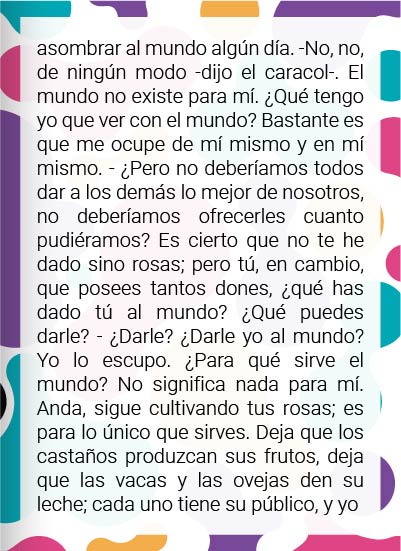 asombrar al mundo algún día. -No, no,
de ningún modo -dijo el caracol-. El
mundo no existe para mí. ¿Qué tengo
yo que ver con el mundo? Bastante es
que me ocupe de mí mismo y en mí
mismo. - ¿Pero no deberíamos todos
dar a los demás lo mejor de nosotros,
no deberíamos ofrecerles cuanto
pudiéramos? Es cierto que no te he
dado sino rosas; pero tú, en cambio,
que posees tantos dones, ¿qué has
dado tú al mundo? ¿Qué puedes
darle? - ¿Darle? ¿Darle yo al mundo?
Yo lo escupo. ¿Para qué sirve el
mundo? No significa nada para mí.
Anda, sigue cultivando tus rosas; es
para lo único que sirves. Deja que los
castaños produzcan sus frutos, deja
que las vacas y las ovejas den su
leche; cada uno tiene su público, y yo